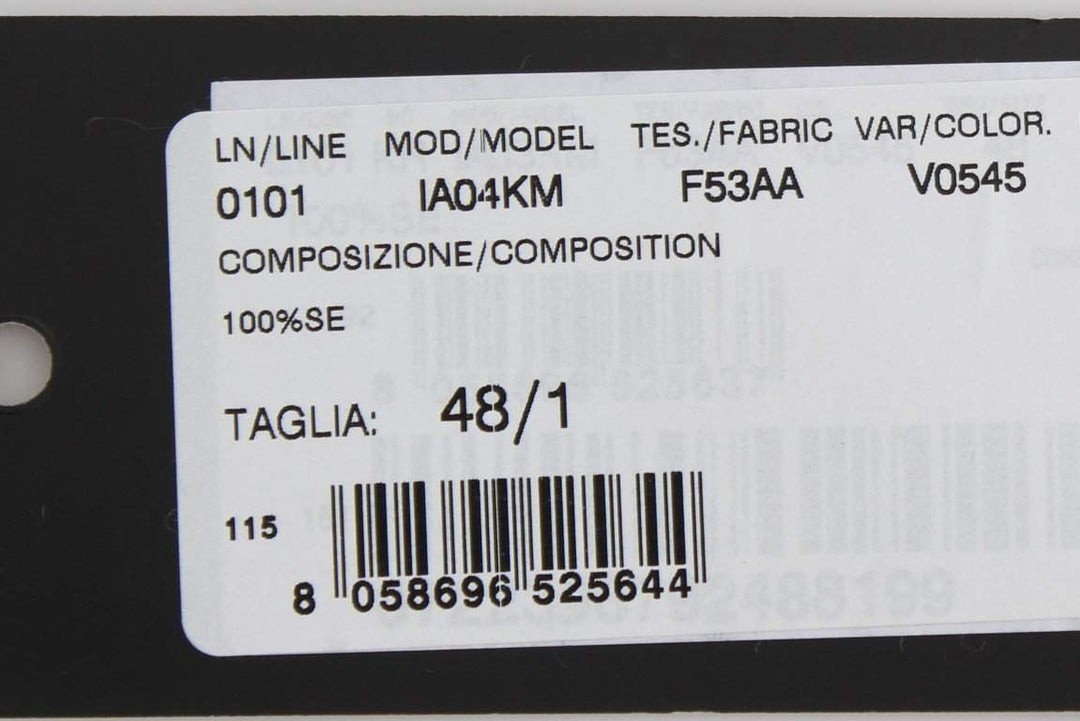 LN/LINE MOD/MODEL TES./FABRIC VAR/COLOR.
0101 IA04KM F53AA V0545
COMPOSIZIONE/COMPOSITION
100%SE
TAGLIA: 48/1
115
8 058696 525644